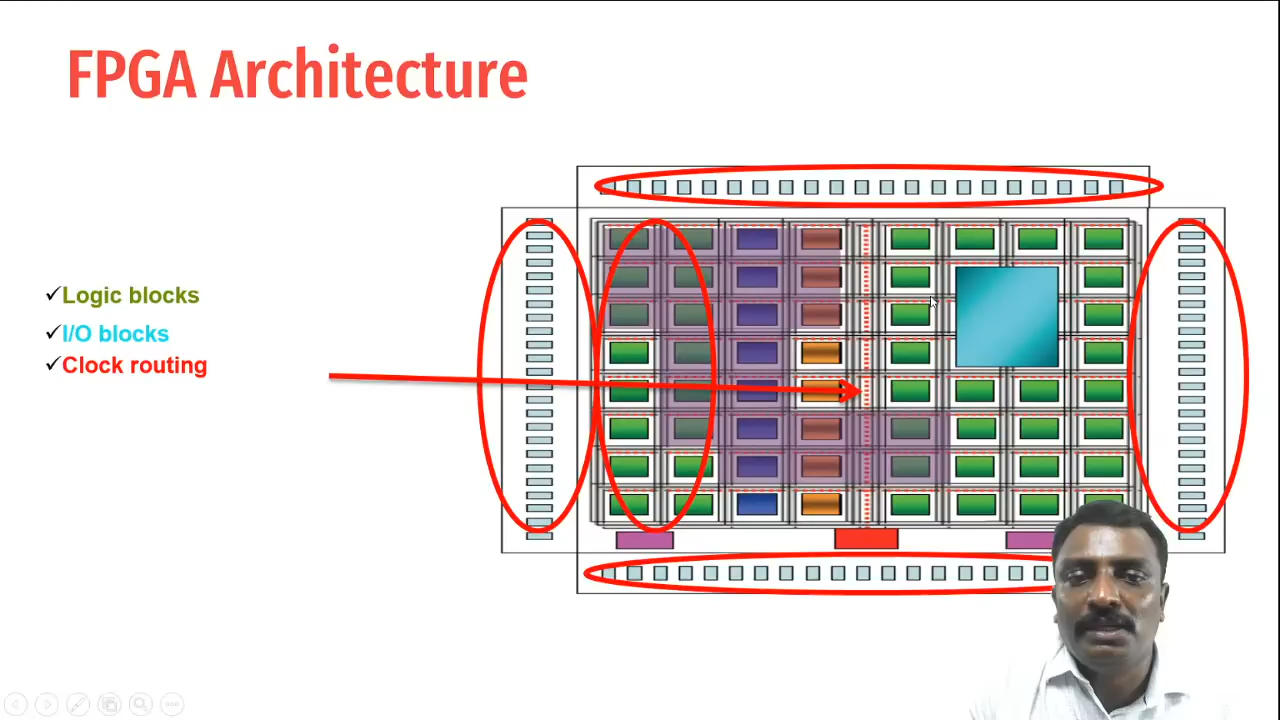 FPGA Architecture
✓Logic blocks
✓I/O blocks
✓Clock routing